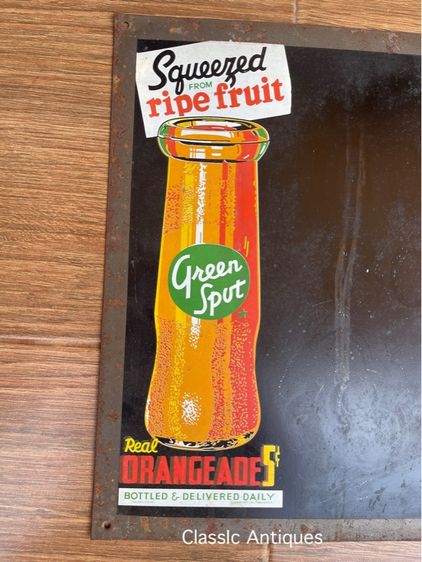 Squeezed
FROM
ripe fruit
Green
Spot
Real
ORANGEADE 5¢
BOTTLED & DELIVERED DAILY
Classic Antiques